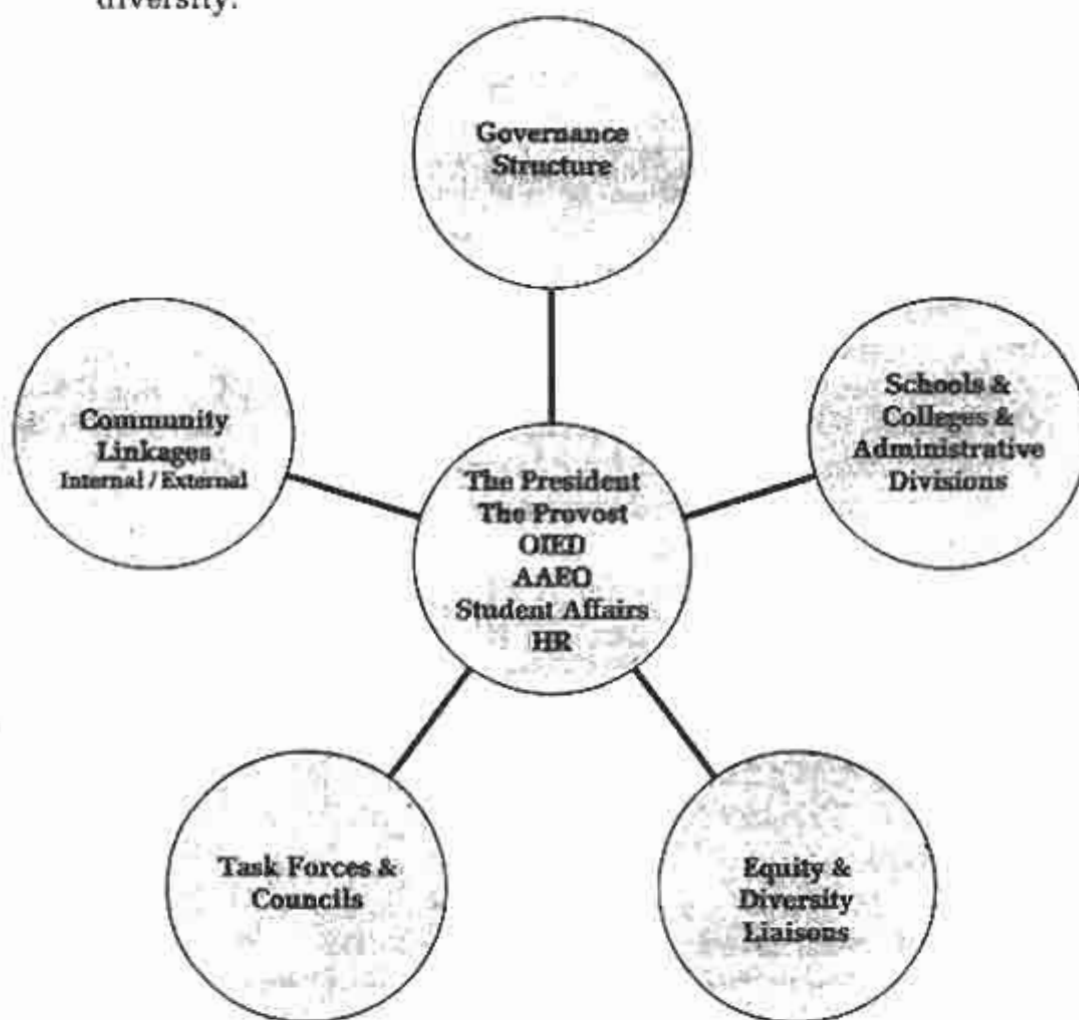 diversity.
Governance
Structure
Community
Linkages
Internal / External
Schools &
Colleges &
Administrative
Divisions
The President
The Provost
OIED
AAEO
Student Affairs
HR
Task Forces &
Councils
Equity &
Diversity
Liaisons